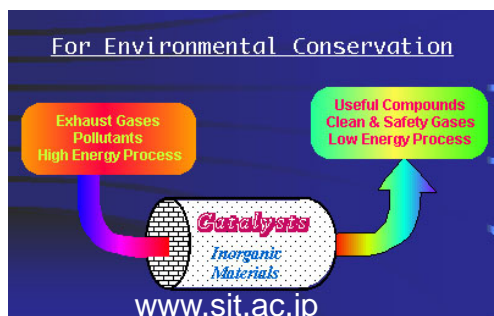 For Environmental Conservation
Exhaust Gases
Pollutants
High Energy Process
Useful Compounds
Clean & Safety Gases
Low Energy Process
Catalysts
Inorganic
Materials
www.sit.ac.jp